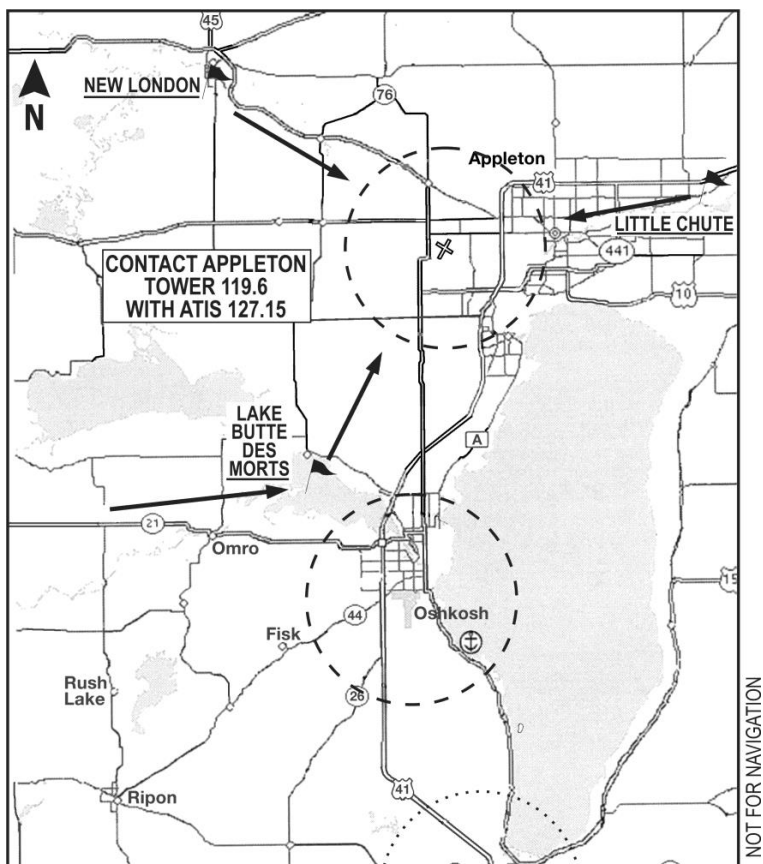 45
NEW LONDON
N
76
Appleton
41
LITTLE CHUTE
441
CONTACT APPLETON
TOWER 119.6
WITH ATIS 127.15
10
LAKE
BUTTE
DES
MORTS
A
21
Omro
15
Oshkosh
44
Fisk
Rush
Lake
26
41
Ripon
NOT FOR NAVIGATION